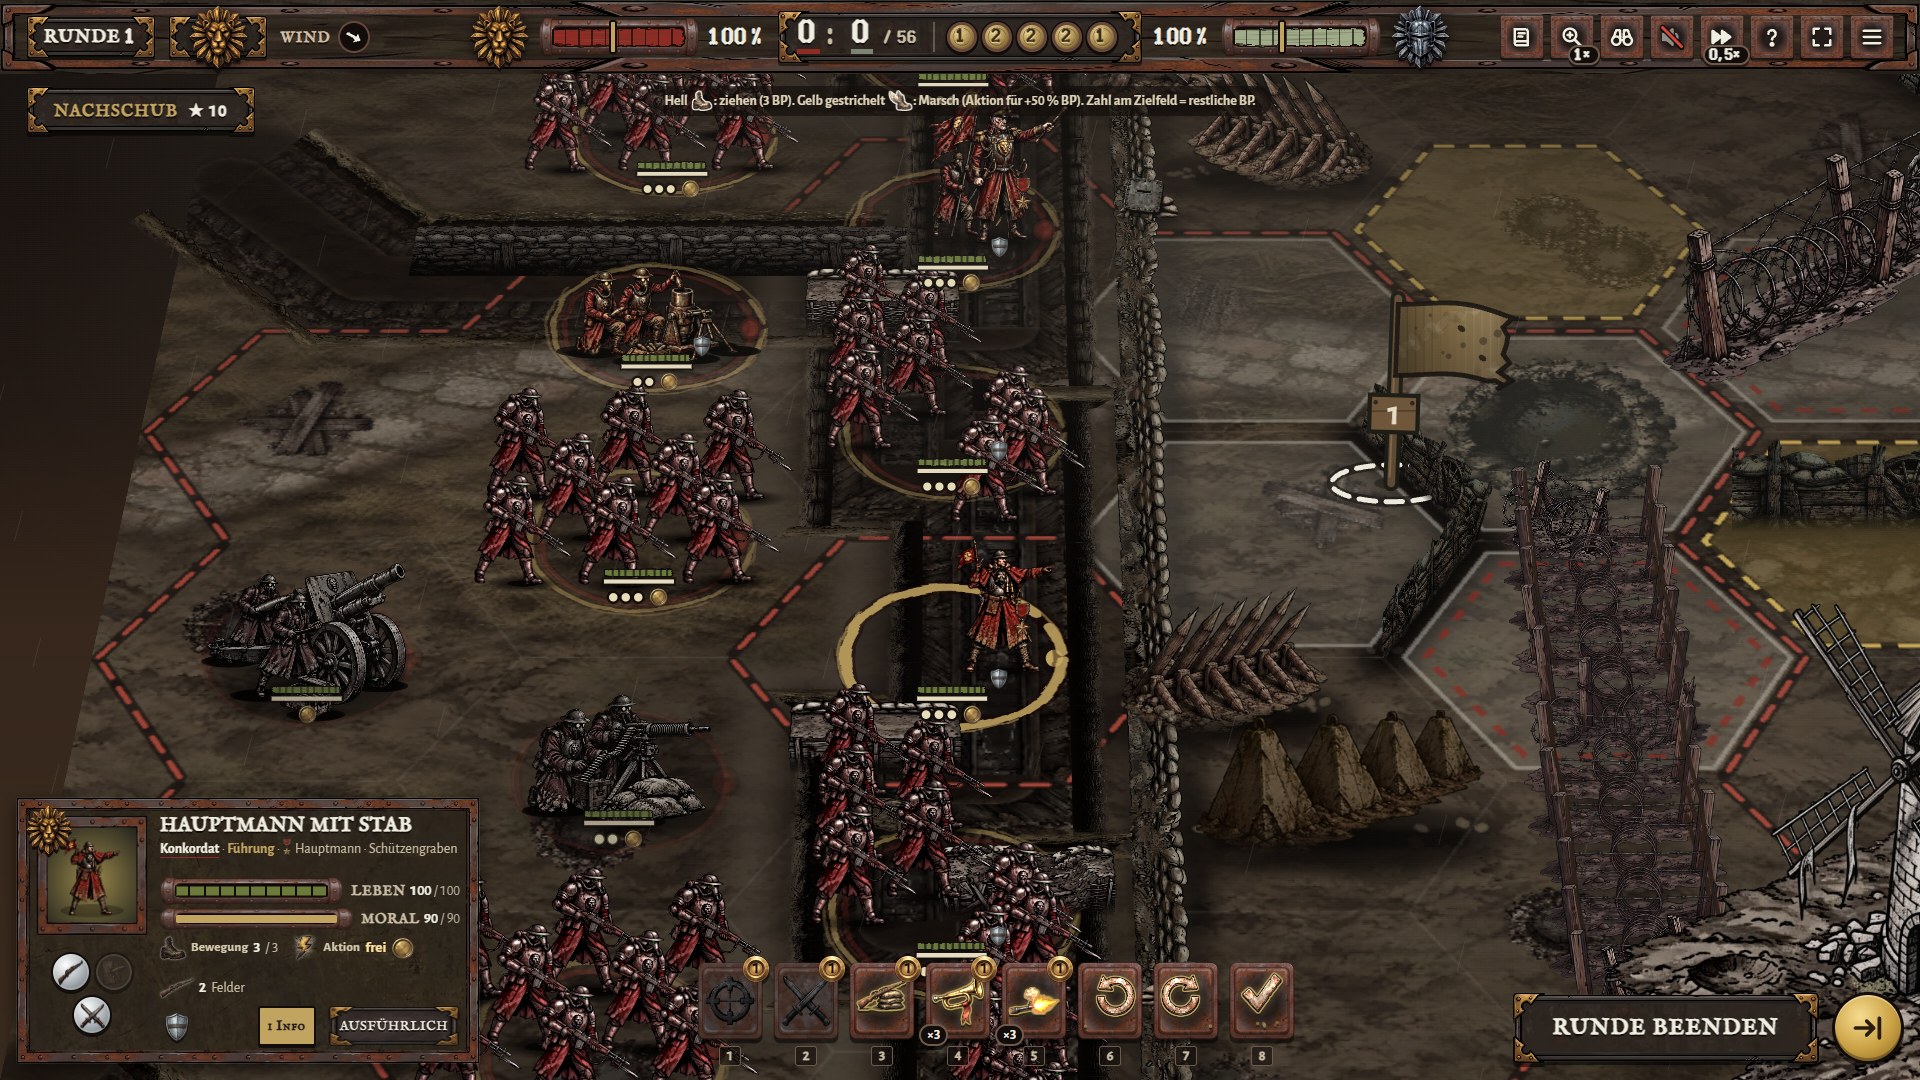 RUNDE 1
WIND
100%
0 : 0 / 56
1 2 2 2 1
100%
1×
0,5×
?
NACHSCHUB ★ 10
Hell : ziehen (3 BP). Gelb gestrichelt : Marsch (Aktion für +50 % BP). Zahl am Zielfeld = restliche BP.
1
HAUPTMANN MIT STAB
Konkordat · Führung · Hauptmann · Schützengraben
LEBEN 100/100
MORAL 90/90
Bewegung 3/3 Aktion frei
2 Felder
1 INFO
AUSFÜHRLICH
1 1 1 1 1
×3 ×3
1 2 3 4 5 6 7 8
RUNDE BEENDEN